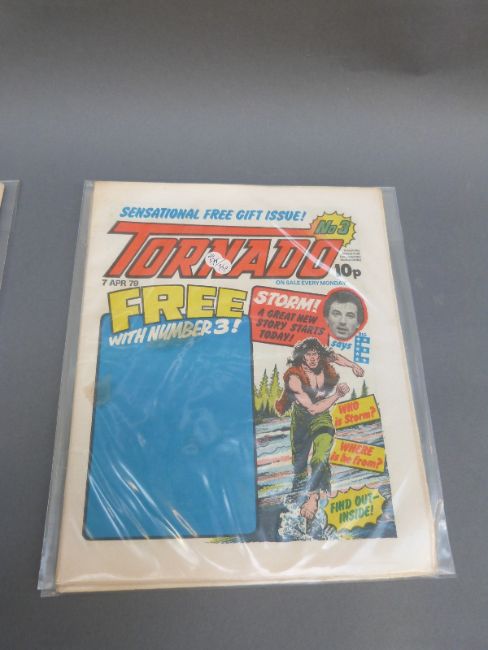 SENSATIONAL FREE GIFT ISSUE!
No 3
TORNADO
10p
7 APR 79
ON SALE EVERY MONDAY
FREE
WITH NUMBER 3!
STORM!
A GREAT NEW
STORY STARTS
TODAY!
says
WHO
is Storm?
WHERE
is he from?
FIND OUT-
INSIDE!